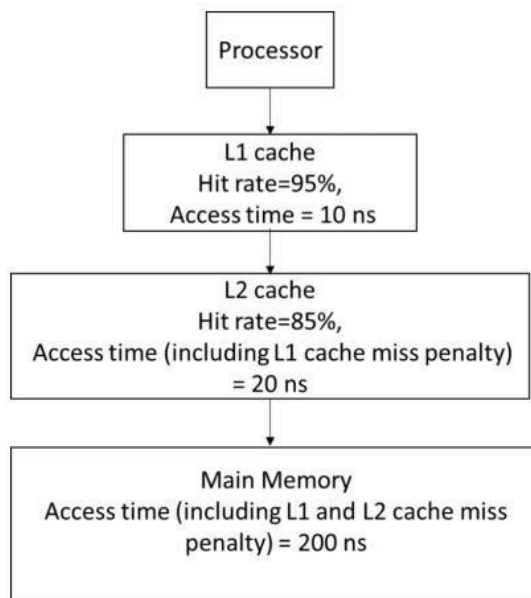 Processor
L1 cache
Hit rate=95%,
Access time = 10 ns
L2 cache
Hit rate=85%,
Access time (including L1 cache miss penalty)
= 20 ns
Main Memory
Access time (including L1 and L2 cache miss
penalty) = 200 ns